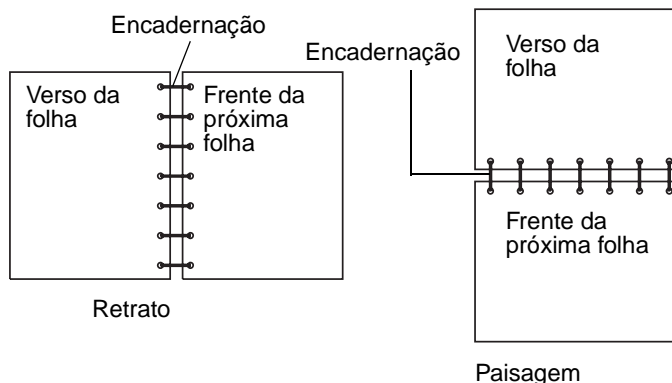 Encadernação
Verso da
folha
Frente da
próxima
folha
Retrato
Encadernação
Verso da
folha
Frente da
próxima folha
Paisagem